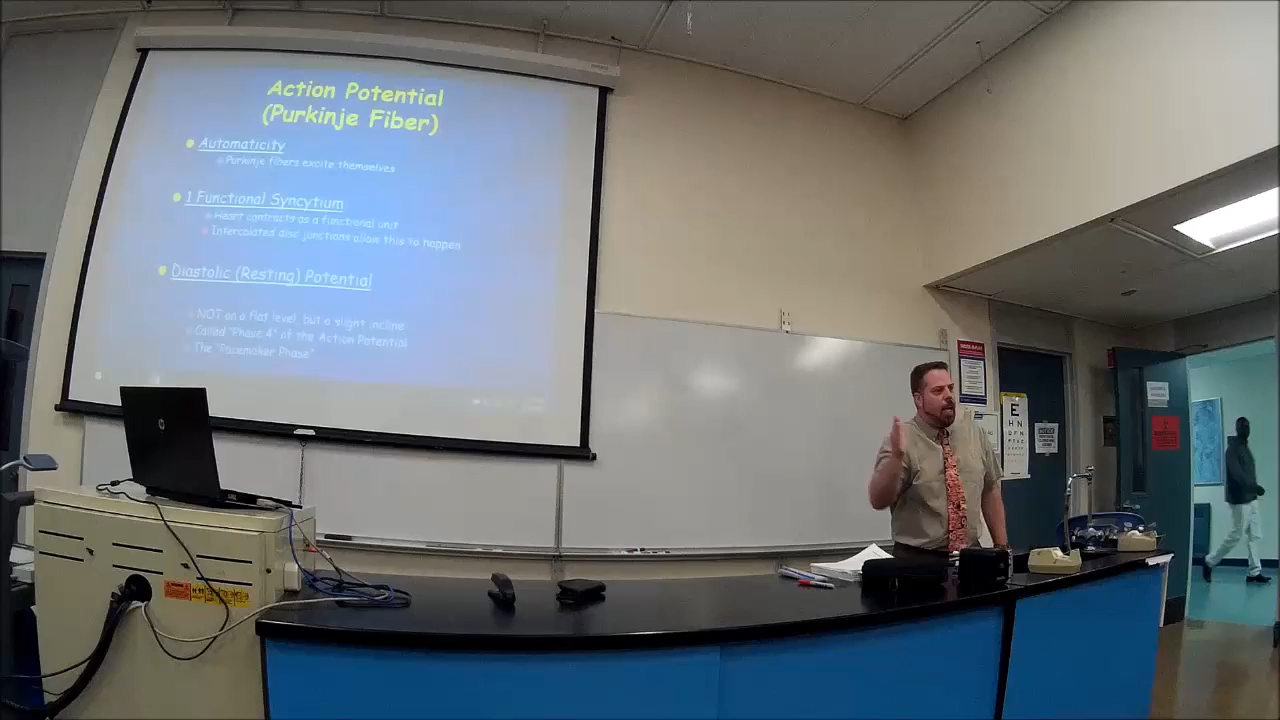 Action Potential
(Purkinje Fiber)
Automaticity
Purkinje fibers excite themselves
1 Functional Syncytium
Heart contracts as a functional unit
Intercalated disc junctions allow this to happen
Diastolic (Resting) Potential
NOT on a flat level, but a slight incline
Called "Phase 4" of the Action Potential
The "Pacemaker Phase"
hp
E
H N
D F N
NOTICE